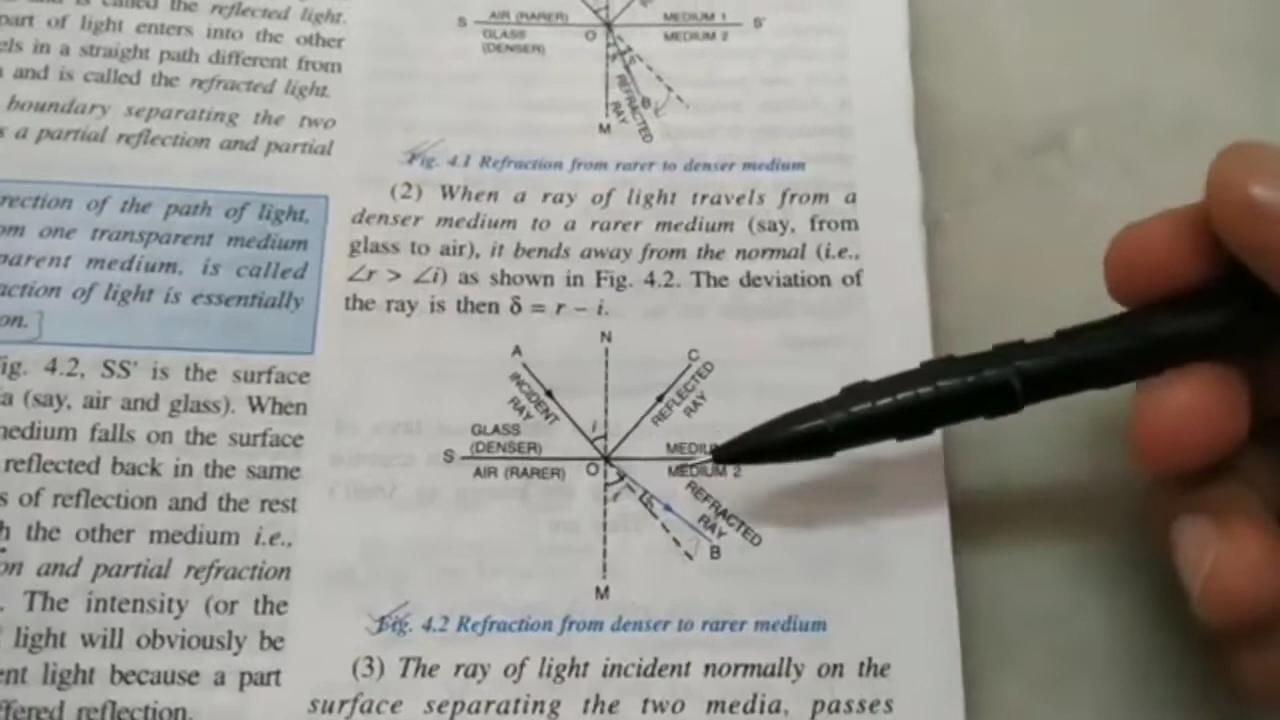 is called the reflected light.
part of light enters into the other
els in a straight path different from
and is called the refracted light.
boundary separating the two
s a partial reflection and partial
rection of the path of light,
om one transparent medium
parent medium, is called
action of light is essentially
on.]
ig. 4.2, SS' is the surface
a (say, air and glass). When
medium falls on the surface
reflected back in the same
s of reflection and the rest
h the other medium i.e.,
on and partial refraction
. The intensity (or the
light will obviously be
ent light because a part
ffered reflection.
S AIR (RARER) MEDIUM 1 S'
GLASS O MEDIUM 2
(DENSER)
r
REFRACTED
RAY
B
M
Fig. 4.1 Refraction from rarer to denser medium
(2) When a ray of light travels from a
denser medium to a rarer medium (say, from
glass to air), it bends away from the normal (i.e.,
∠r > ∠i) as shown in Fig. 4.2. The deviation of
the ray is then δ = r – i.
N
A C
INCIDENT
RAY
REFLECTED
RAY
i
GLASS
(DENSER) MEDIU
S
AIR (RARER) O MEDIUM 2
r δ
REFRACTED
RAY
B
M
Fig. 4.2 Refraction from denser to rarer medium
(3) The ray of light incident normally on the
surface separating the two media, passes